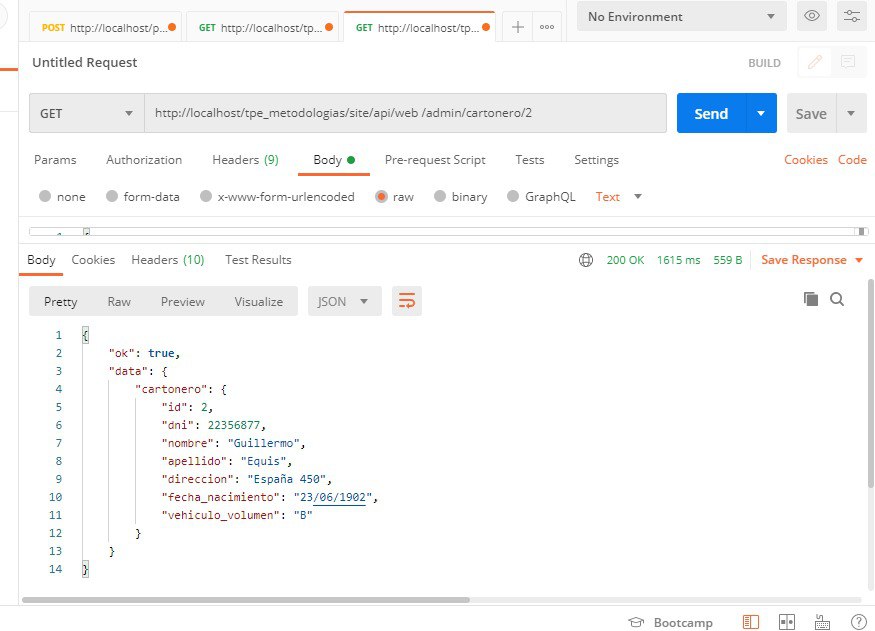 POST http://localhost/p... GET http://localhost/tp... GET http://localhost/tp... No Environment
Untitled Request BUILD
GET http://localhost/tpe_metodologias/site/api/web /admin/cartonero/2 Send Save
Params Authorization Headers (9) Body Pre-request Script Tests Settings Cookies Code
none form-data x-www-form-urlencoded raw binary GraphQL Text
Body Cookies Headers (10) Test Results 200 OK 1615 ms 559 B Save Response
Pretty Raw Preview Visualize JSON
1 {
2 "ok": true,
3 "data": {
4 "cartonero": {
5 "id": 2,
6 "dni": 22356877,
7 "nombre": "Guillermo",
8 "apellido": "Equis",
9 "direccion": "España 450",
10 "fecha_nacimiento": "23/06/1902",
11 "vehiculo_volumen": "B"
12 }
13 }
14 }
Bootcamp